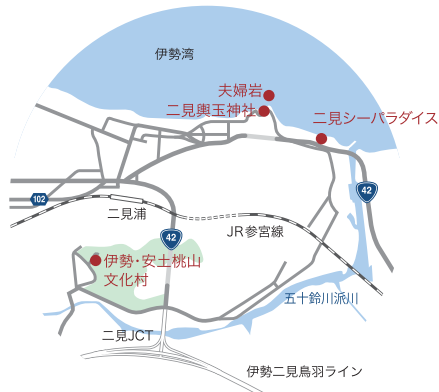 伊勢湾
夫婦岩
二見興玉神社
二見シーパラダイス
102
42
二見浦
JR参宮線
42
伊勢・安土桃山
文化村
五十鈴川派川
二見JCT
伊勢二見鳥羽ライン